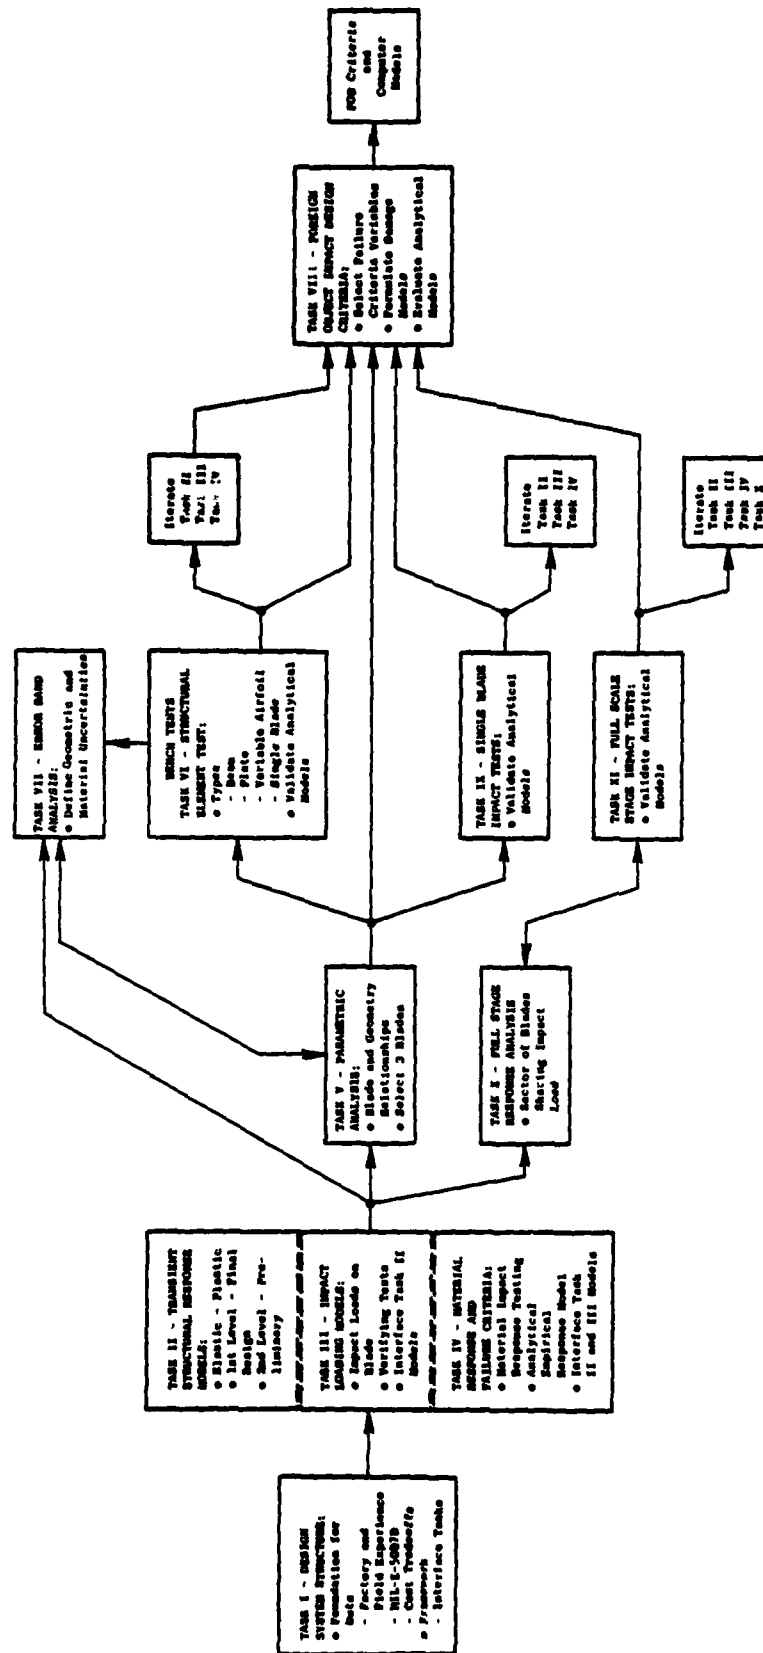 TASK I - DESIGN
SYSTEM STRUCTURE:
● Foundation for
Data
- Factory and
Field Experience
- MIL-E-5007D
- Cost Tradeoffs
● Framework
- Interface Tasks
TASK II - TRANSIENT
STRUCTURAL RESPONSE
MODELS:
● Elastic - Plastic
● 1st Level - Final
Design
● 2nd Level - Pre-
liminary
TASK III - IMPACT
LOADING MODELS:
● Impact Loads on
Blade
● Verifying Tests
● Interface Task II
Models
TASK IV - MATERIAL
RESPONSE AND
FAILURE CRITERIA:
● Material Impact
Response Testing
● Analytical
Empirical
Response Model
● Interface Task
II and III Models
TASK V - PARAMETRIC
ANALYSIS:
● Blade and Geometry
Relationships
● Select 3 Blades
TASK X - FULL STAGE
RESPONSE ANALYSIS
● Sector of Blades
Sharing Impact
Load
TASK VII - ERROR BAND
ANALYSIS:
● Define Geometric and
Material Uncertainties
BENCH TESTS
TASK VI - STRUCTURAL
ELEMENT TEST:
● Types
- Beam
- Plate
- Variable Airfoil
- Single Blade
● Validate Analytical
Models
TASK IX - SINGLE BLADE
IMPACT TESTS:
● Validate Analytical
Models
TASK XI - FULL SCALE
STAGE IMPACT TESTS:
● Validate Analytical
Models
Iterate
Task II
Task III
Task IV
Iterate
Task II
Task III
Task IV
Iterate
Task II
Task III
Task IV
Task X
TASK VIII - FOREIGN
OBJECT IMPACT DESIGN
CRITERIA:
● Select Failure
Criteria Variables
● Formulate Damage
Models
● Evaluate Analytical
Models
FOD Criteria
and
Computer
Models